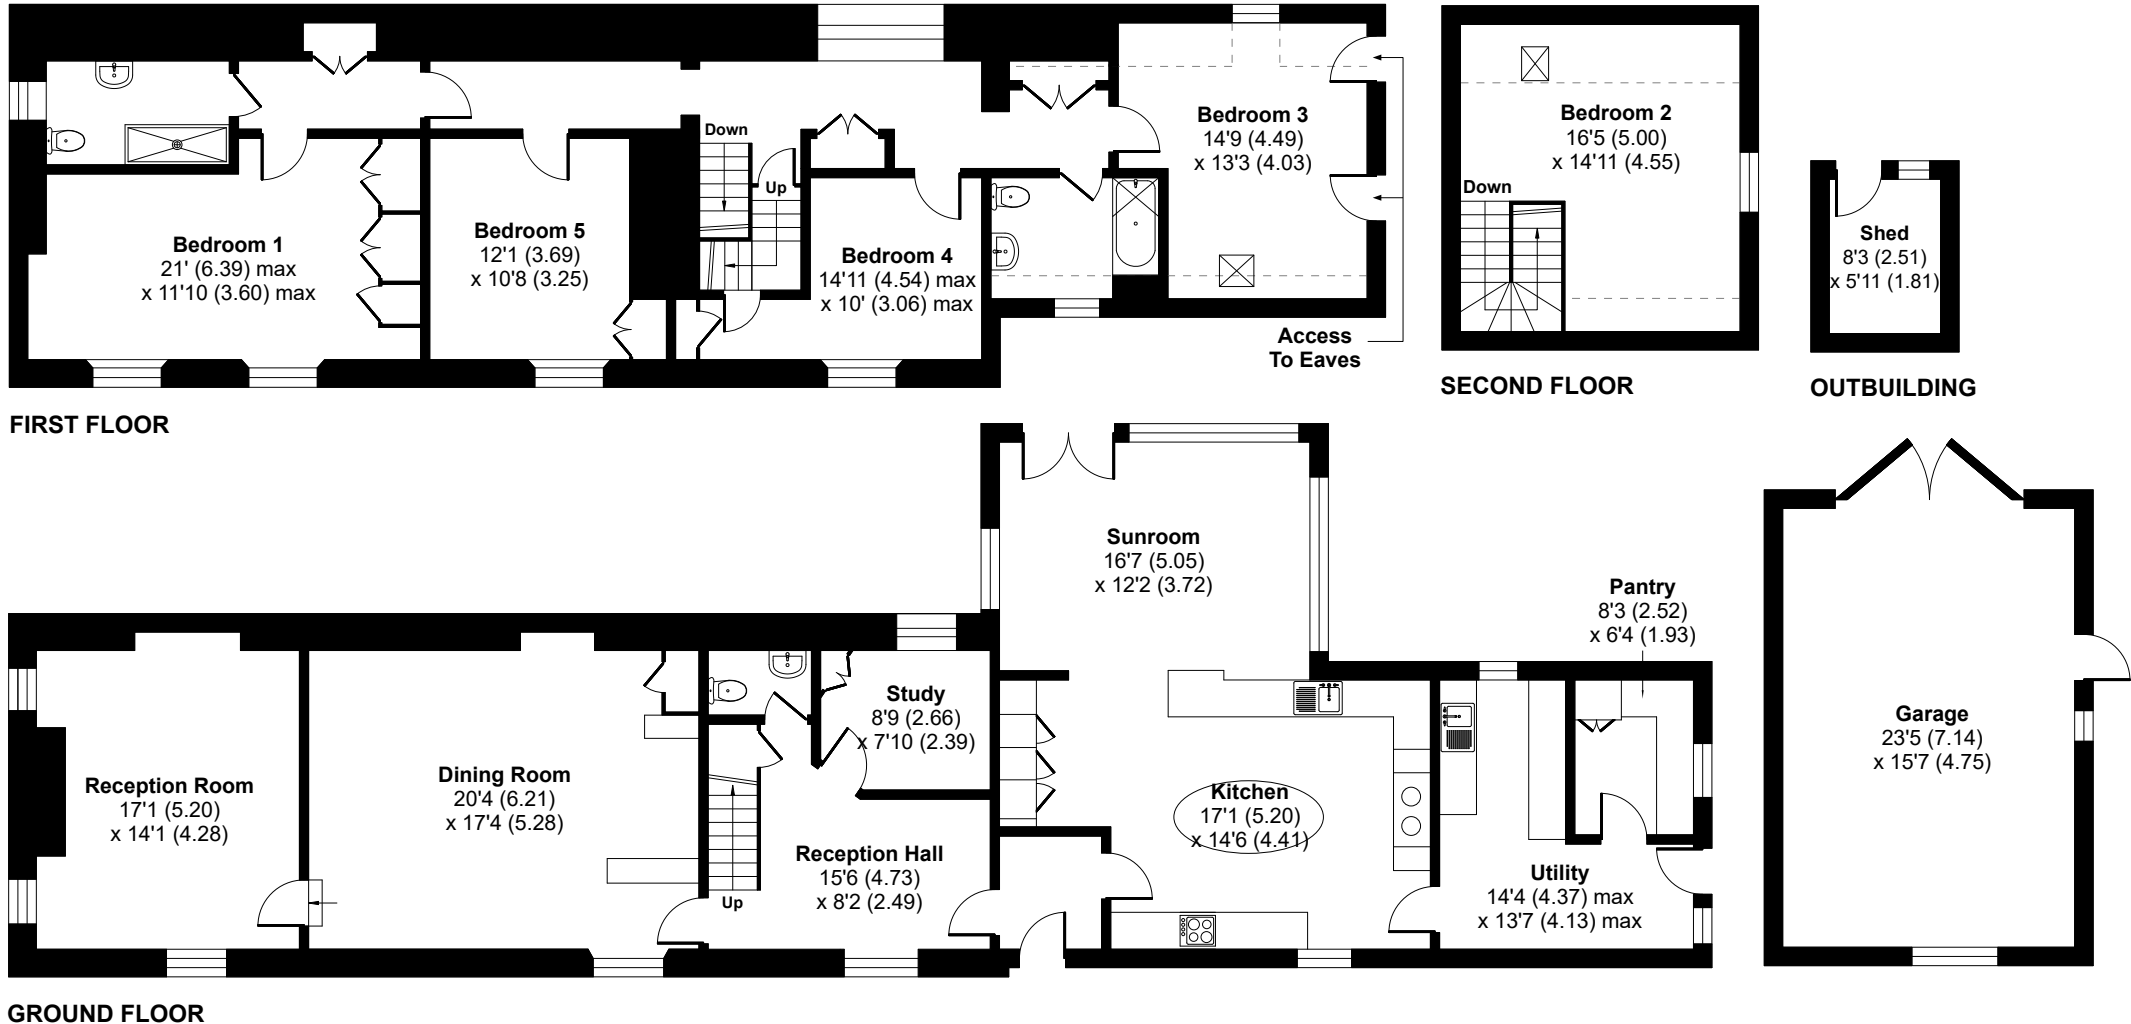 Bedroom 1
21' (6.39) max
x 11'10 (3.60) max
Bedroom 5
12'1 (3.69)
x 10'8 (3.25)
Down
Up
Bedroom 4
14'11 (4.54) max
x 10' (3.06) max
Bedroom 3
14'9 (4.49)
x 13'3 (4.03)
Access
To Eaves
FIRST FLOOR
Bedroom 2
16'5 (5.00)
x 14'11 (4.55)
Down
SECOND FLOOR
Shed
8'3 (2.51)
x 5'11 (1.81)
OUTBUILDING
Reception Room
17'1 (5.20)
x 14'1 (4.28)
Dining Room
20'4 (6.21)
x 17'4 (5.28)
Study
8'9 (2.66)
x 7'10 (2.39)
Reception Hall
15'6 (4.73)
x 8'2 (2.49)
Up
Sunroom
16'7 (5.05)
x 12'2 (3.72)
Kitchen
17'1 (5.20)
x 14'6 (4.41)
Pantry
8'3 (2.52)
x 6'4 (1.93)
Utility
14'4 (4.37) max
x 13'7 (4.13) max
Garage
23'5 (7.14)
x 15'7 (4.75)
GROUND FLOOR